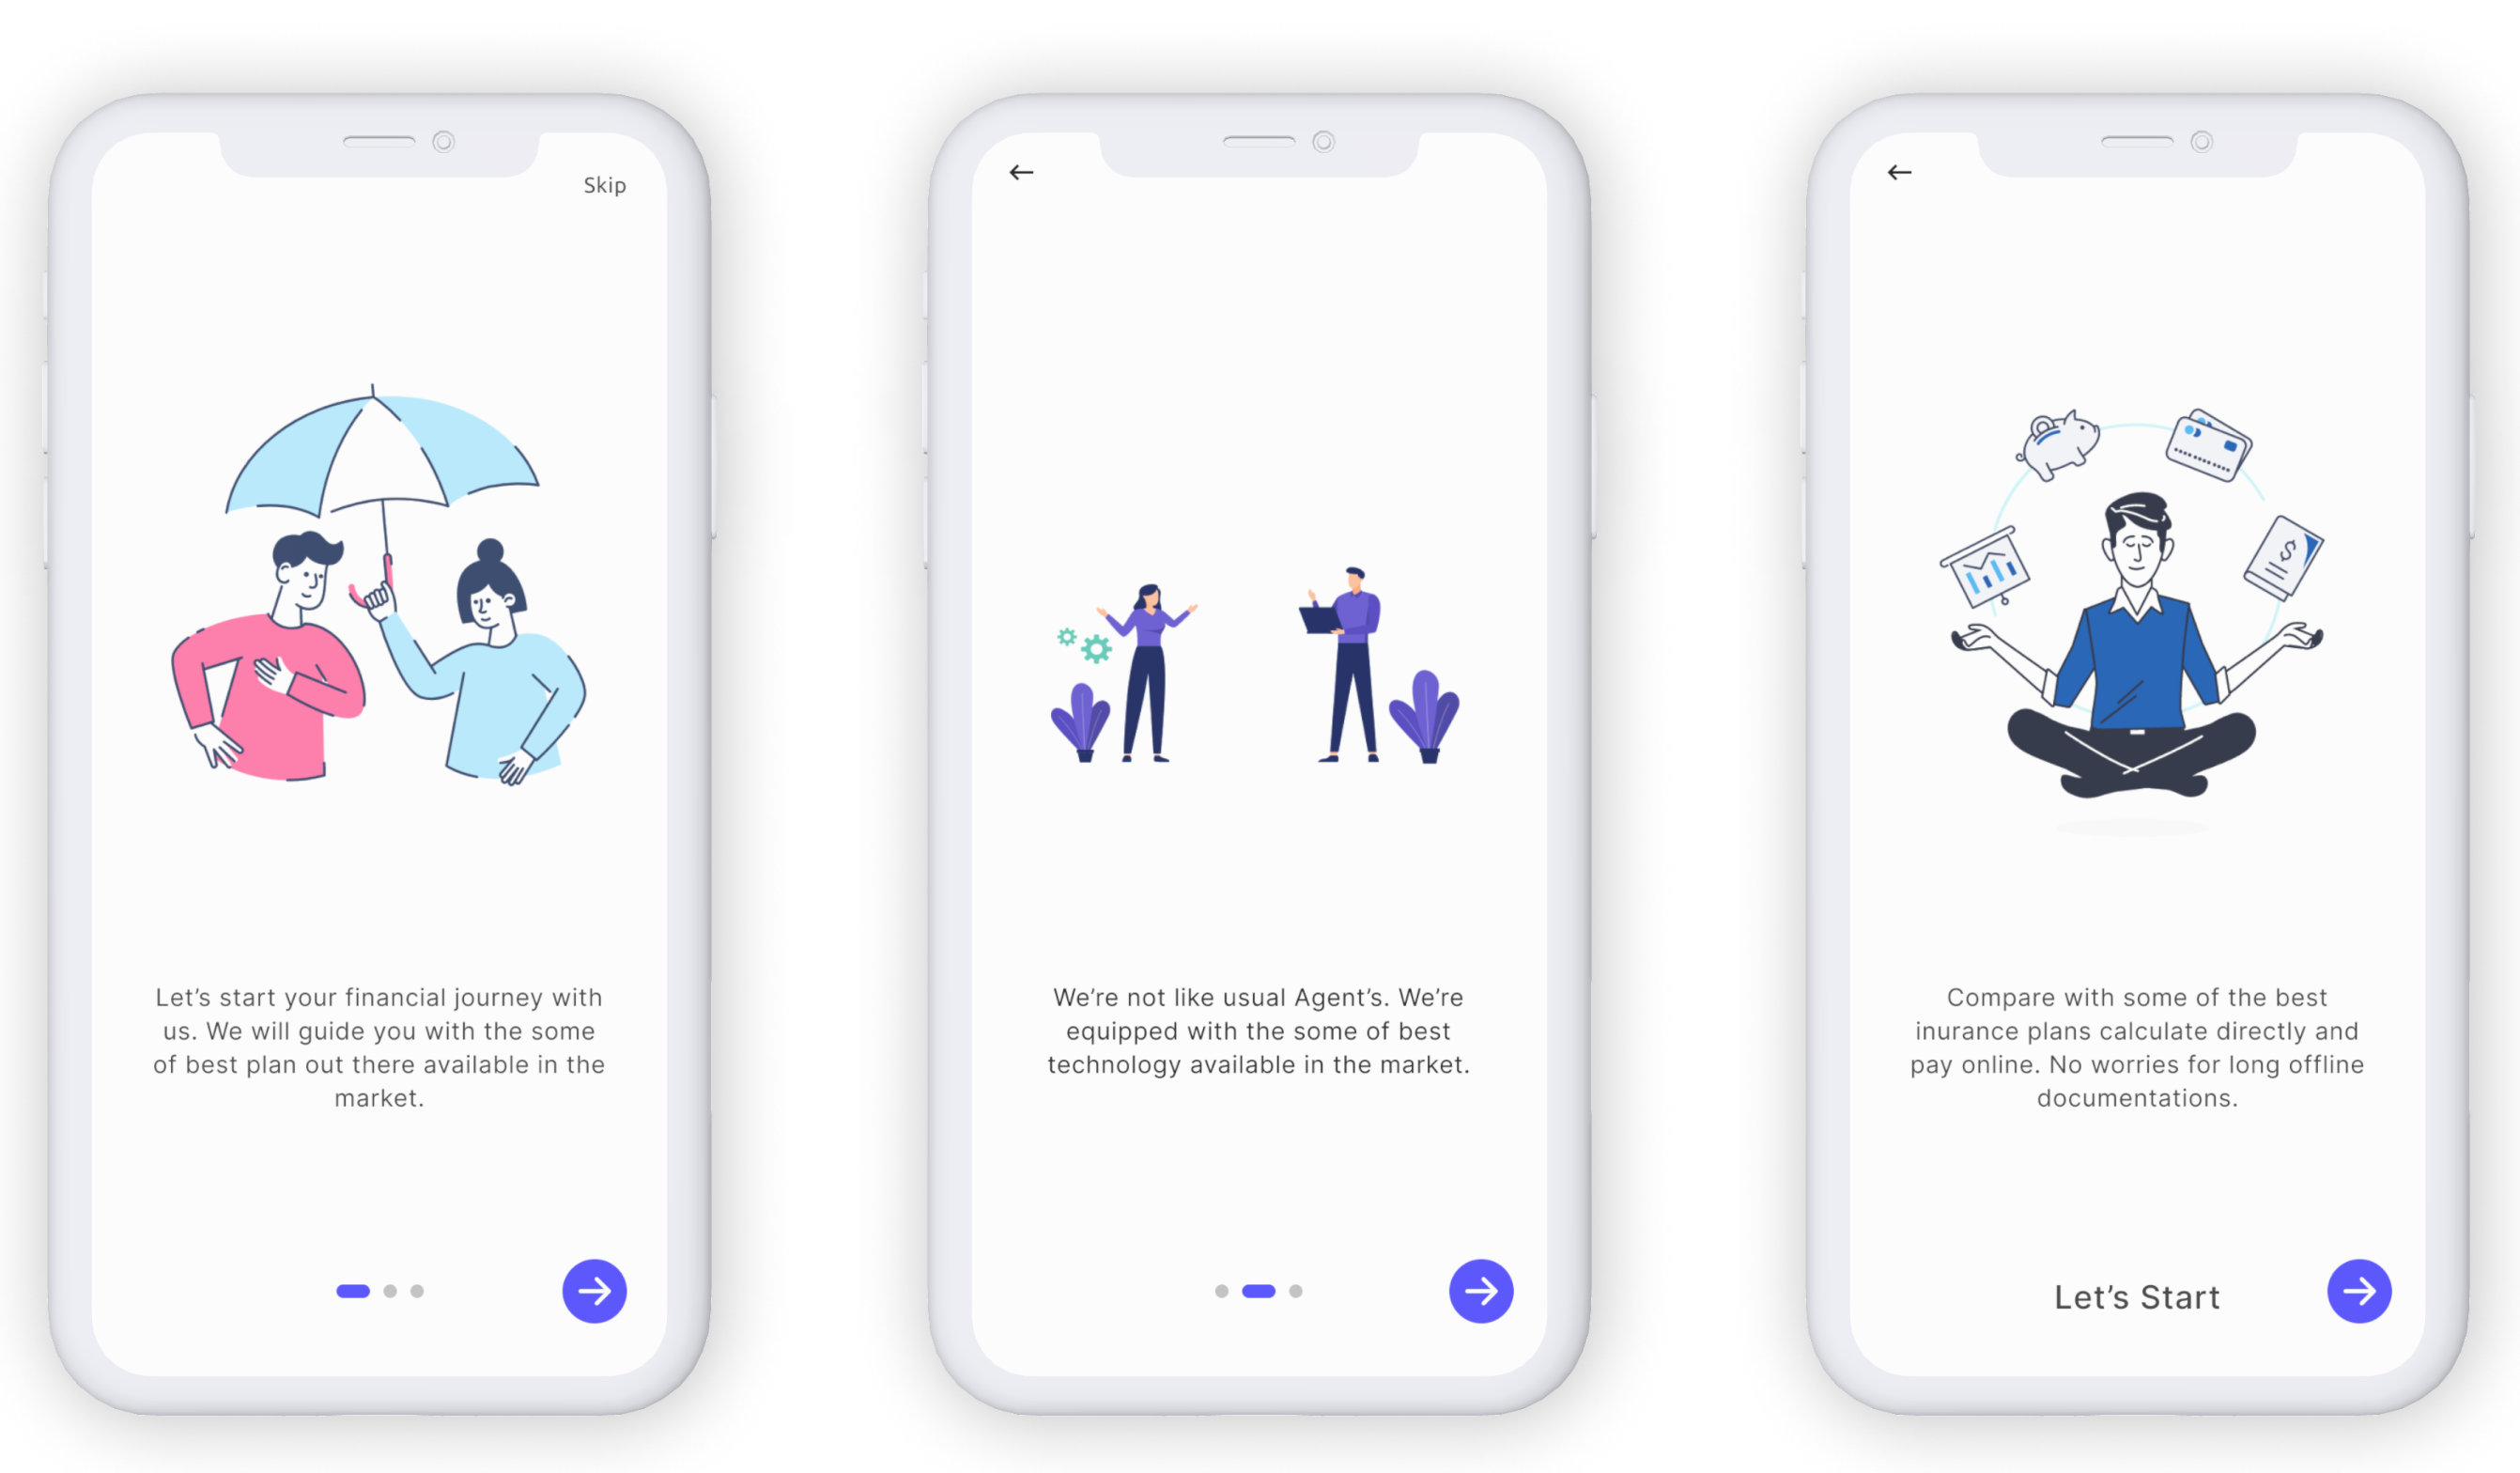 Skip
Let’s start your financial journey with
us. We will guide you with the some
of best plan out there available in the
market.
We’re not like usual Agent’s. We’re
equipped with the some of best
technology available in the market.
$
Compare with some of the best
inurance plans calculate directly and
pay online. No worries for long offline
documentations.
Let’s Start